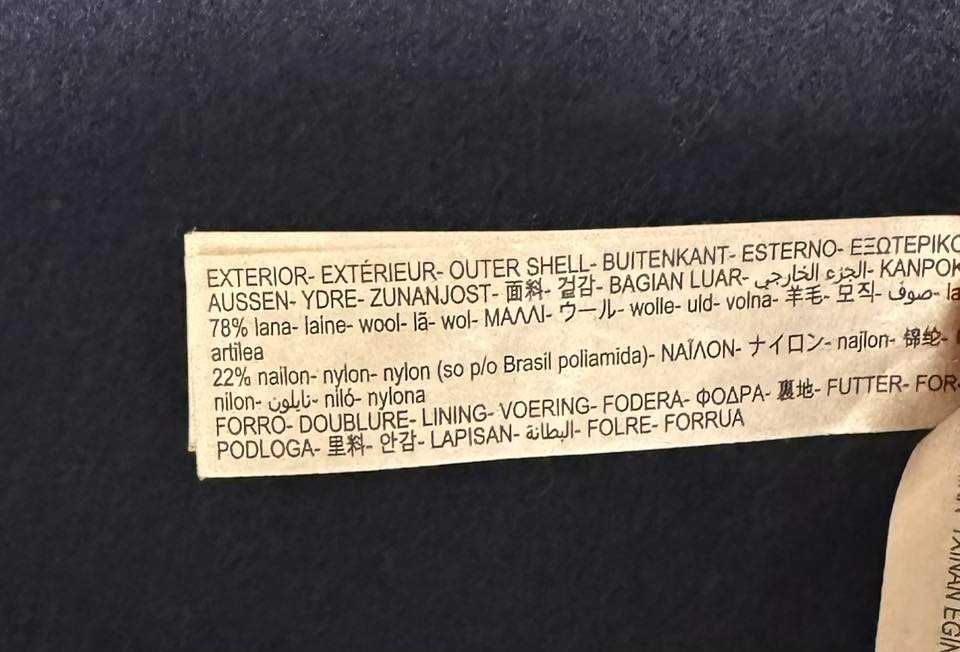 EXTERIOR- EXTÉRIEUR- OUTER SHELL- BUITENKANT- ESTERNO- ΕΞΩΤΕΡΙΚΟ
AUSSEN- YDRE- ZUNANJOST- 面料- 겉감- BAGIAN LUAR- الجزء الخارجي- KANPOK
78% lana- laine- wool- lã- wol- ΜΑΛΛΙ- ウール- wolle- uld- volna- 羊毛- 모직- صوف- la
artilea
22% nailon- nylon- nylon (so p/o Brasil poliamida)- ΝΑΪΛΟΝ- ナイロン- najlon- 锦纶-
nilon- نايلون- niló- nylona
FORRO- DOUBLURE- LINING- VOERING- FODERA- ΦΟΔΡΑ- 裏地- FUTTER- FOR
PODLOGA- 里料- 안감- LAPISAN- البطانة- FOLRE- FORRUA
TXINAN EGIN